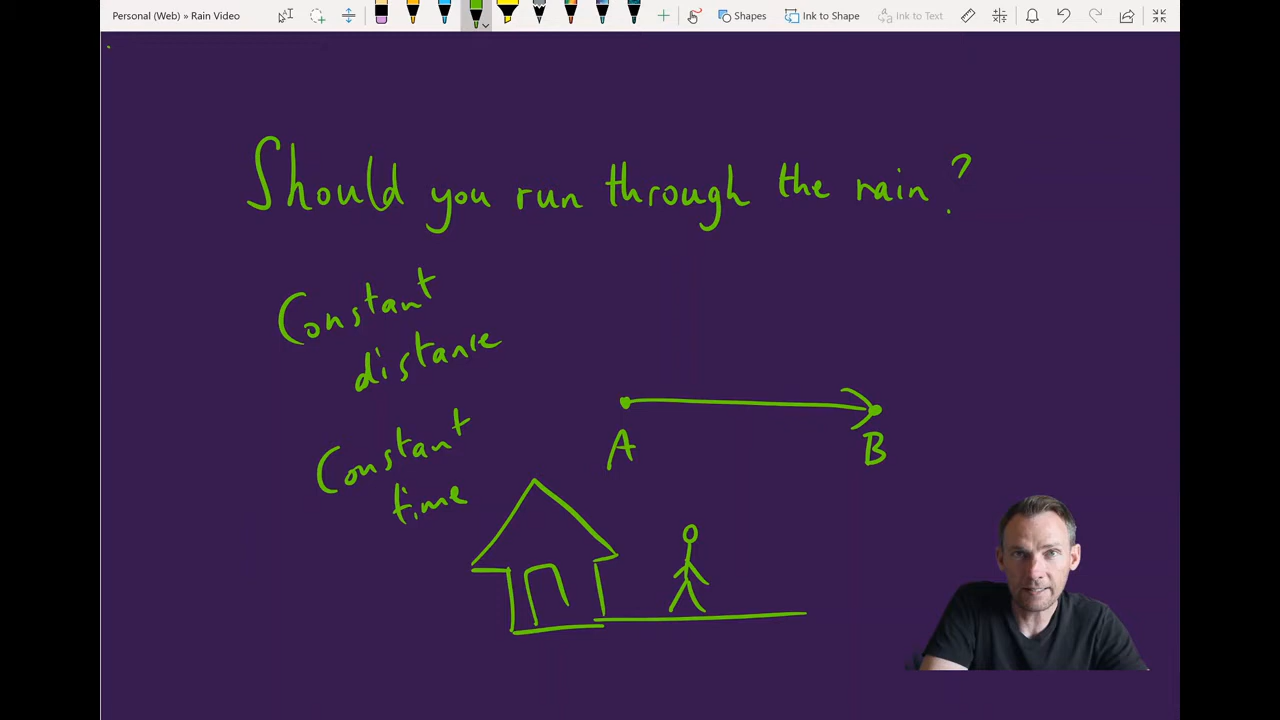 Personal (Web) » Rain Video
Shapes
Ink to Shape
Ink to Text
Should you run through the rain?
Constant
distance
Constant
time
A
B